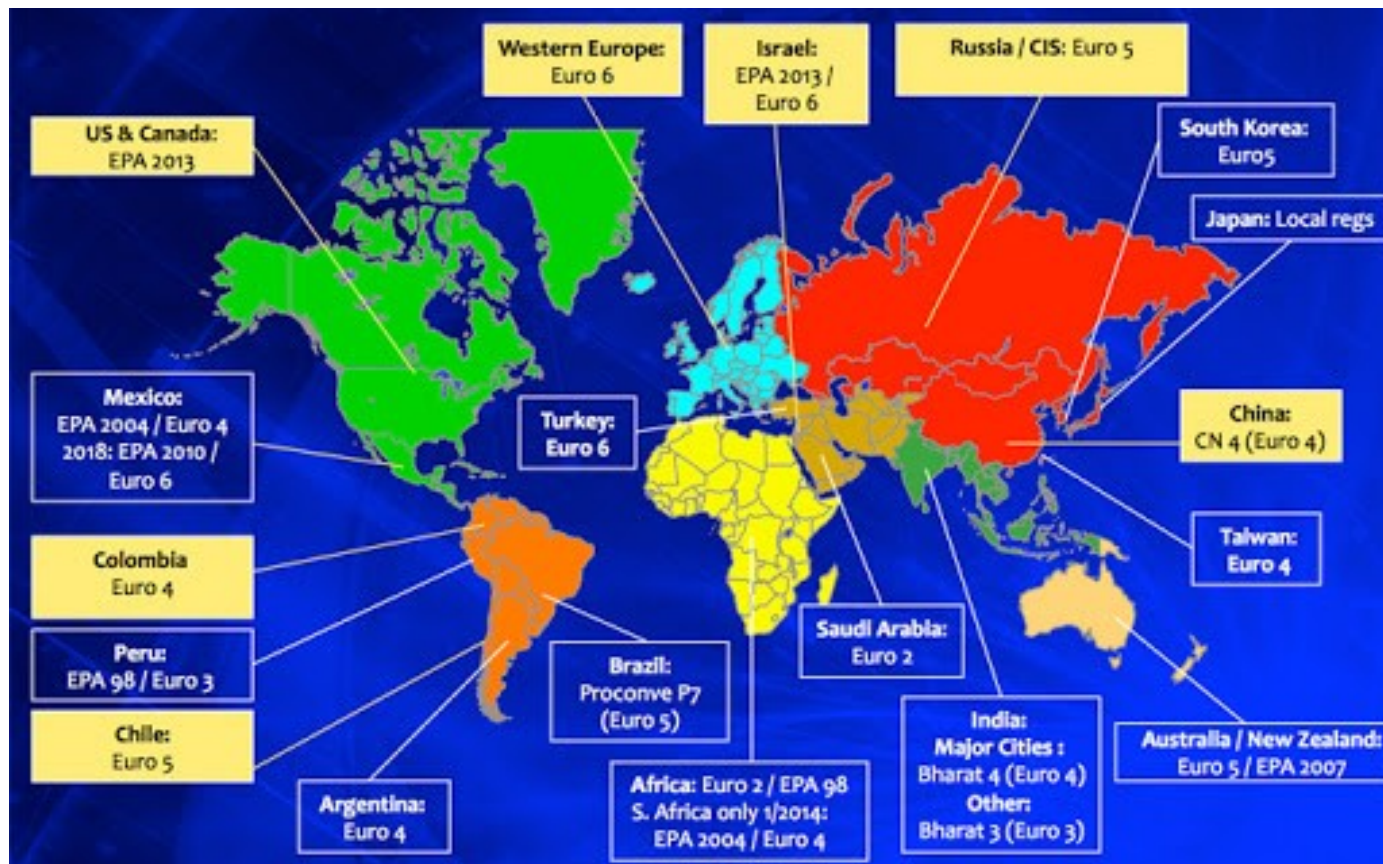 Western Europe:
Euro 6
Israel:
EPA 2013 /
Euro 6
Russia / CIS: Euro 5
US & Canada:
EPA 2013
South Korea:
Euro5
Japan: Local regs
Mexico:
EPA 2004 / Euro 4
2018: EPA 2010 /
Euro 6
Turkey:
Euro 6
China:
CN 4 (Euro 4)
Colombia
Euro 4
Taiwan:
Euro 4
Peru:
EPA 98 / Euro 3
Saudi Arabia:
Euro 2
Brazil:
Proconve P7
(Euro 5)
Chile:
Euro 5
India:
Major Cities :
Bharat 4 (Euro 4)
Other:
Bharat 3 (Euro 3)
Australia / New Zealand:
Euro 5 / EPA 2007
Argentina:
Euro 4
Africa: Euro 2 / EPA 98
S. Africa only 1/2014:
EPA 2004 / Euro 4